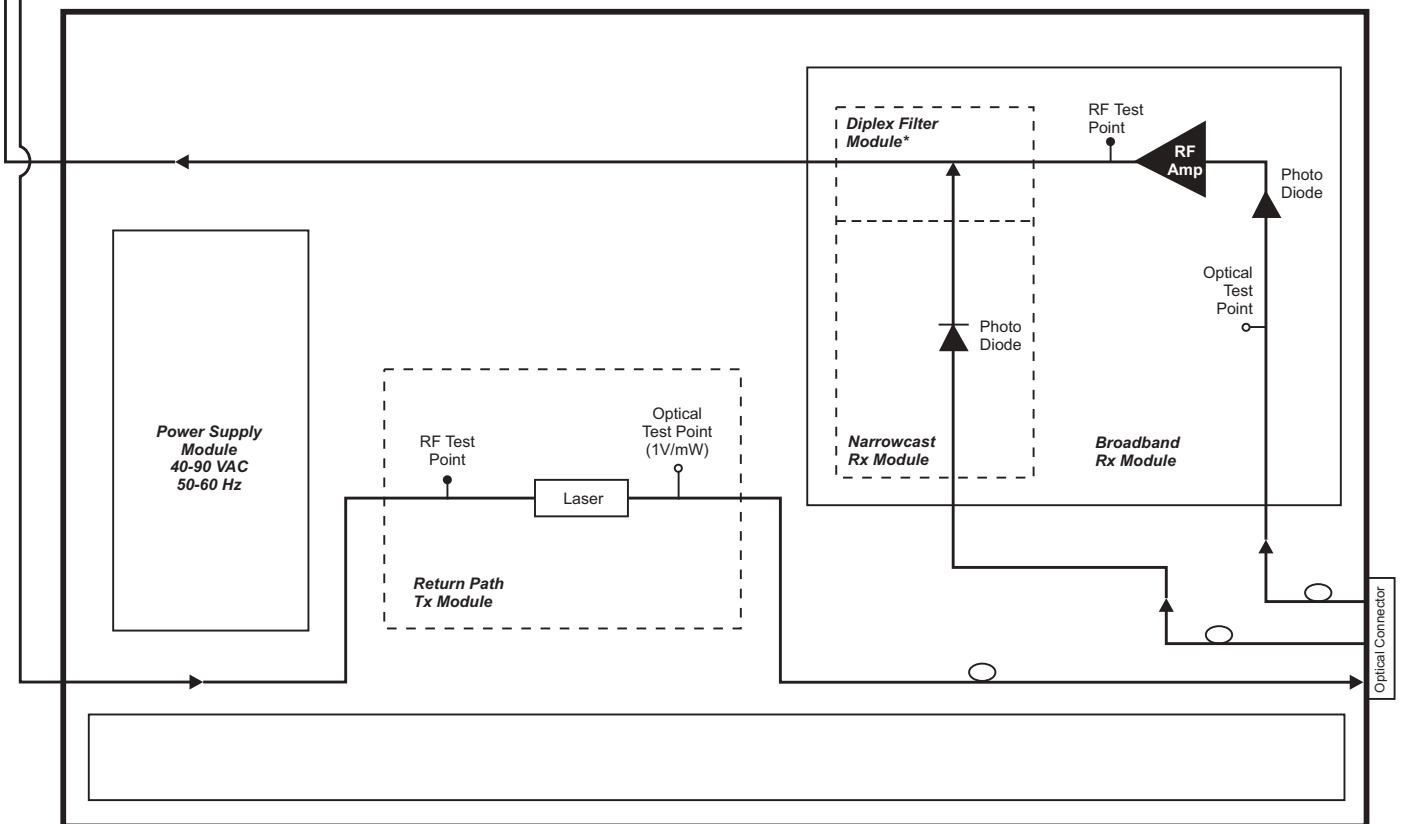 Diplex Filter
Module*
RF Test
Point
RF
Amp
Photo
Diode
Optical
Test
Point
Photo
Diode
Narrowcast
Rx Module
Broadband
Rx Module
Power Supply
Module
40-90 VAC
50-60 Hz
RF Test
Point
Optical
Test Point
(1V/mW)
Laser
Return Path
Tx Module
Optical Connector